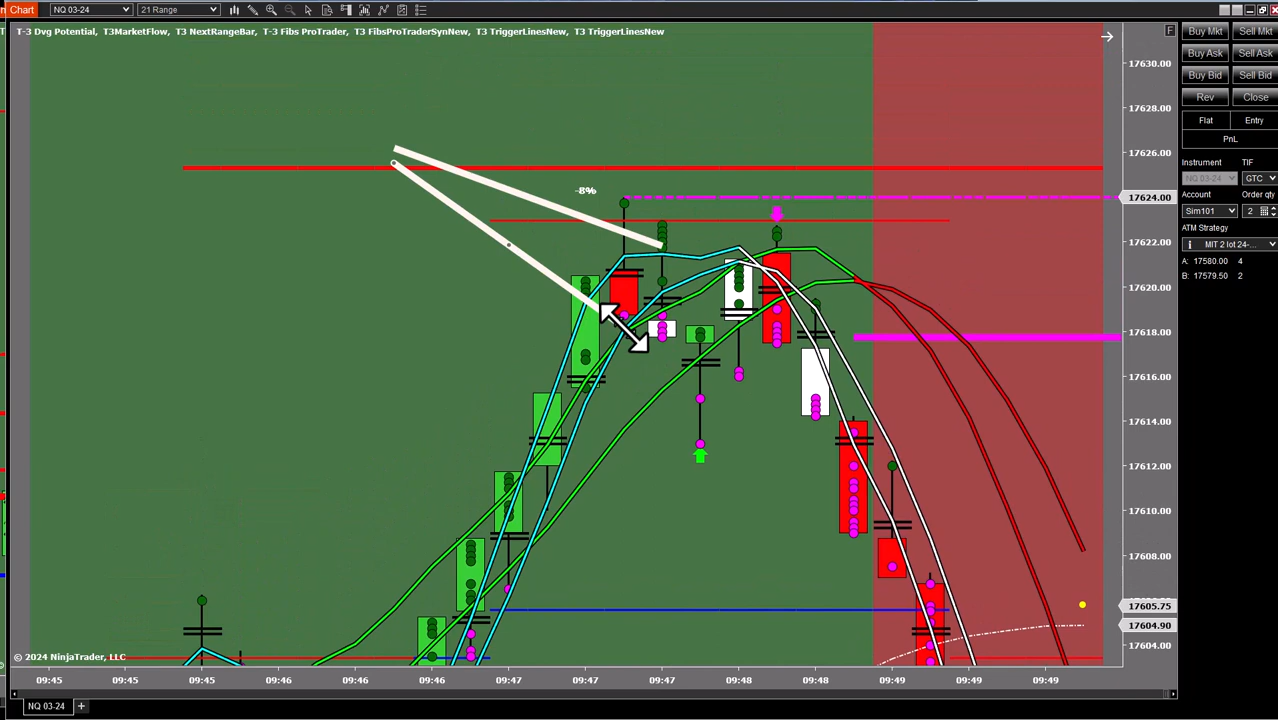 Chart NQ 03-24 21 Range
T-3 Dvg Potential, T3MarketFlow, T3 NextRangeBar, T-3 Fibs ProTrader, T3 FibsProTraderSynNew, T3 TriggerLinesNew, T3 TriggerLinesNew
F
Buy Mkt Sell Mkt
Buy Ask Sell Ask
Buy Bid Sell Bid
Rev Close
Flat Entry
PnL
Instrument TIF
NQ 03-24 GTC
Account Order qty
Sim101 2
ATM Strategy
MIT 2 lot 24-
A: 17580.00 4
B: 17579.50 2
17630.00
17628.00
17626.00
17624.00
17622.00
17620.00
17618.00
17616.00
17614.00
17612.00
17610.00
17608.00
17605.75
17604.90
17604.00
-8%
© 2024 NinjaTrader, LLC
09:45 09:45 09:45 09:46 09:46 09:46 09:47 09:47 09:47 09:48 09:48 09:49 09:49 09:49
NQ 03-24 +